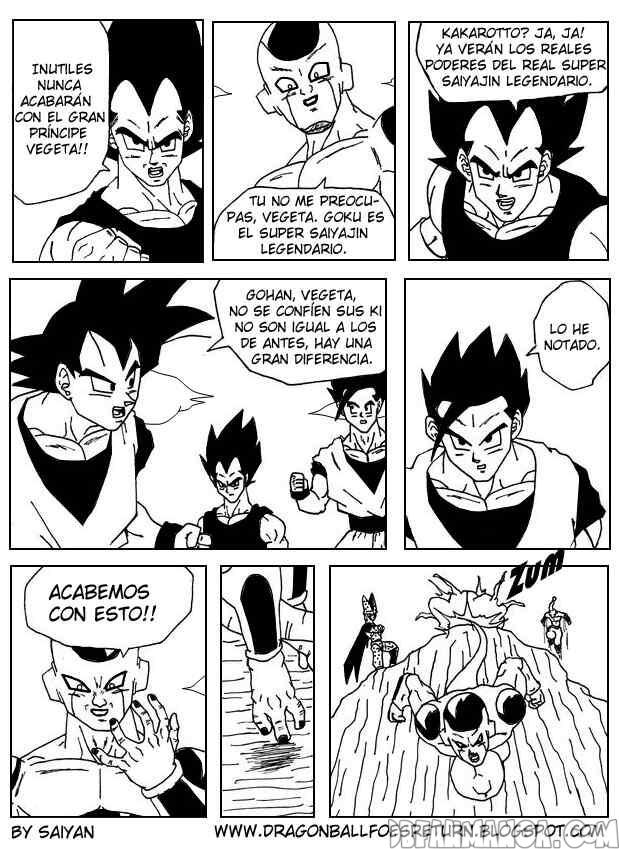 INUTILES
NUNCA
ACABARÁN
CON EL GRAN
PRÍNCIPE
VEGETA!!
TU NO ME PREOCU-
PAS, VEGETA. GOKU ES
EL SUPER SAIYAJIN
LEGENDARIO.
KAKAROTTO? JA, JA!
YA VERÁN LOS REALES
PODERES DEL REAL SUPER
SAIYAJIN LEGENDARIO.
GOHAN, VEGETA,
NO SE CONFÍEN SUS KI
NO SON IGUAL A LOS
DE ANTES, HAY UNA
GRAN DIFERENCIA.
LO HE
NOTADO.
ACABEMOS
CON ESTO!!
ZUM
BY SAIYAN
WWW.DRAGONBALLFOESRETURN.BLOGSPOT.COM
DBFANMANGA.COM